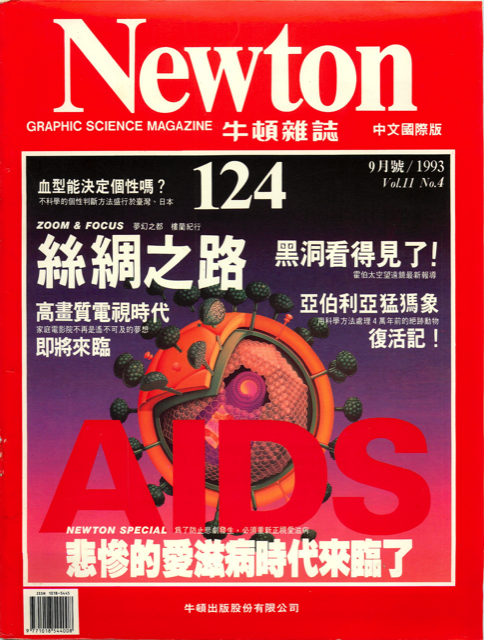 Newton
GRAPHIC SCIENCE MAGAZINE 牛頓雜誌 中文國際版
血型能決定個性嗎？
不科學的個性判斷方法盛行於臺灣、日本
124
9月號/1993
Vol.11 No.4
ZOOM & FOCUS 夢幻之都 樓蘭紀行
絲綢之路
黑洞看得見了！
霍伯太空望遠鏡最新報導
高畫質電視時代
家庭電影院不再是遙不可及的夢想
即將來臨
亞伯利亞猛獁象
用科學方法處理4萬年前的絕跡動物
復活記！
AIDS
NEWTON SPECIAL 為了防止悲劇發生，必須重新正視愛滋病
悲慘的愛滋病時代來臨了
ISSN 1018-5445
9 771018 544008
牛頓出版股份有限公司